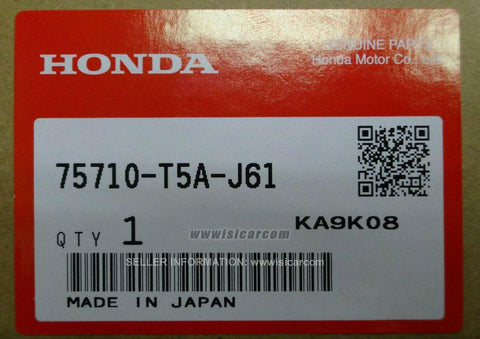 HONDA
GENUINE PARTS
Honda Motor Co.,
75710-T5A-J61
wwwisicarcom
QTY 1
KA9K08
SELLER INFORMATION: www.isicar.com
MADE IN JAPAN